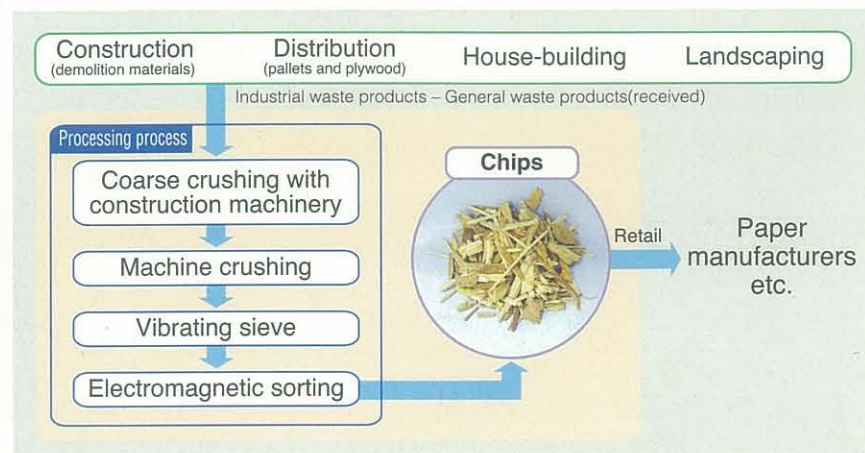 Construction
(demolition materials)
Distribution
(pallets and plywood)
House-building
Landscaping
Industrial waste products – General waste products(received)
Processing process
Coarse crushing with
construction machinery
Machine crushing
Vibrating sieve
Electromagnetic sorting
Chips
Retail
Paper
manufacturers
etc.